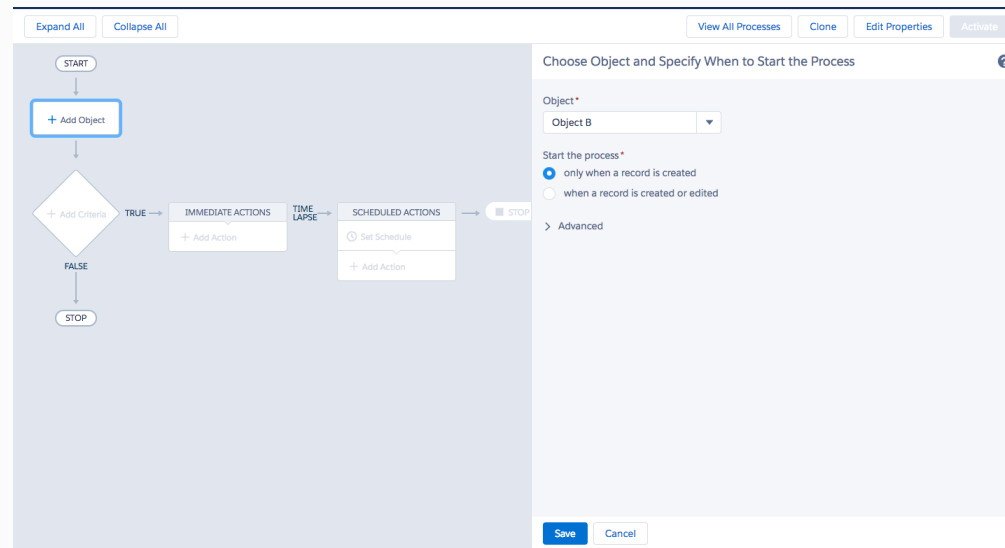 Expand All
Collapse All
View All Processes
Clone
Edit Properties
Activate
START
+ Add Object
+ Add Criteria
TRUE
IMMEDIATE ACTIONS
+ Add Action
TIME
LAPSE
SCHEDULED ACTIONS
Set Schedule
+ Add Action
STOP
FALSE
STOP
Choose Object and Specify When to Start the Process
?
Object*
Object B
Start the process*
only when a record is created
when a record is created or edited
Advanced
Save
Cancel